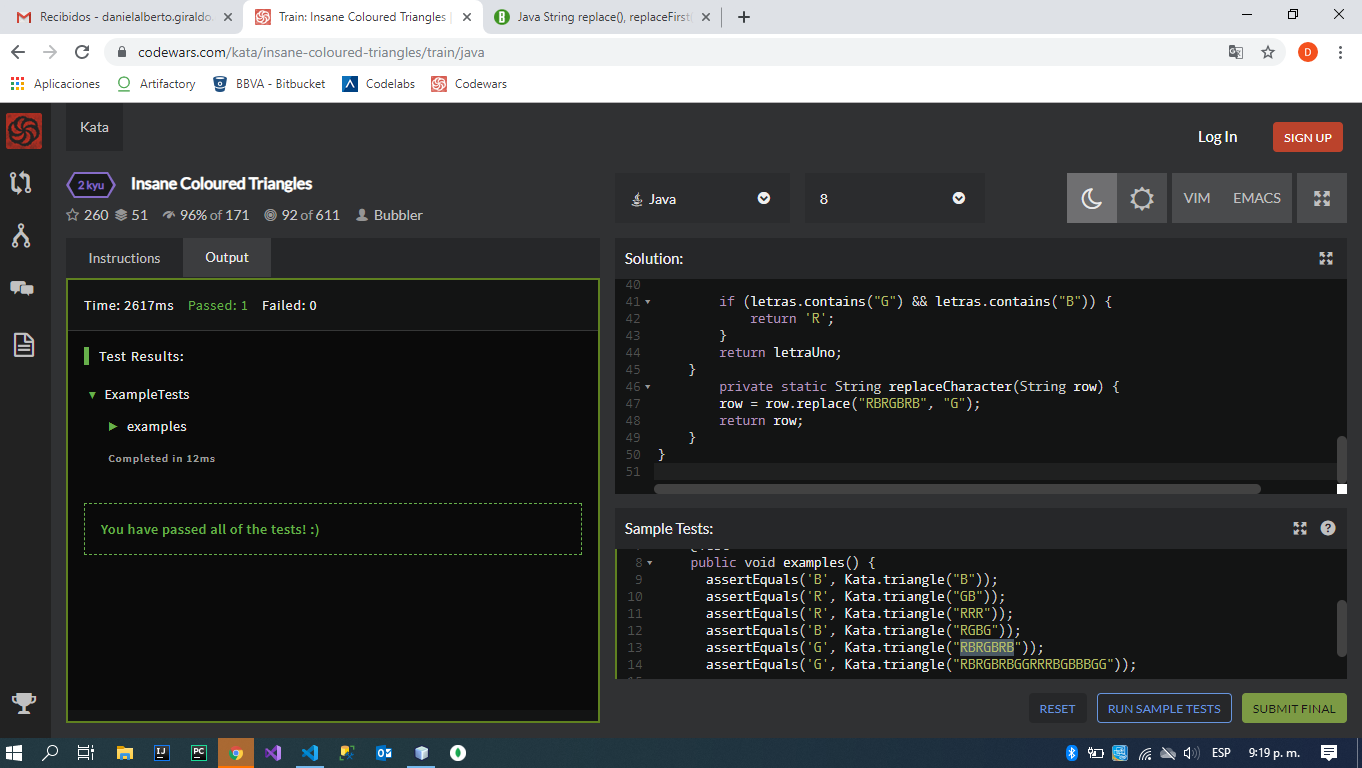 Recibidos - danielalberto.giraldo.
Train: Insane Coloured Triangles |
Java String replace(), replaceFirst(
codewars.com/kata/insane-coloured-triangles/train/java
D
Aplicaciones
Artifactory
BBVA - Bitbucket
Codelabs
Codewars
Kata
Log In
SIGN UP
2 kyu
Insane Coloured Triangles
260
51
96% of 171
92 of 611
Bubbler
Java
8
VIM
EMACS
Instructions
Output
Solution:
Time: 2617ms Passed: 1 Failed: 0
Test Results:
ExampleTests
examples
Completed in 12ms
You have passed all of the tests! :)
40
41 if (letras.contains("G") && letras.contains("B")) {
42 return 'R';
43 }
44 return letraUno;
45 }
46 private static String replaceCharacter(String row) {
47 row = row.replace("RBRGBRB", "G");
48 return row;
49 }
50 }
51
Sample Tests:
8 public void examples() {
9 assertEquals('B', Kata.triangle("B"));
10 assertEquals('R', Kata.triangle("GB"));
11 assertEquals('R', Kata.triangle("RRR"));
12 assertEquals('B', Kata.triangle("RGBG"));
13 assertEquals('G', Kata.triangle("RBRGBRB"));
14 assertEquals('G', Kata.triangle("RBRGBRBGGRRRBGBBBGG"));
RESET
RUN SAMPLE TESTS
SUBMIT FINAL
ESP
9:19 p. m.